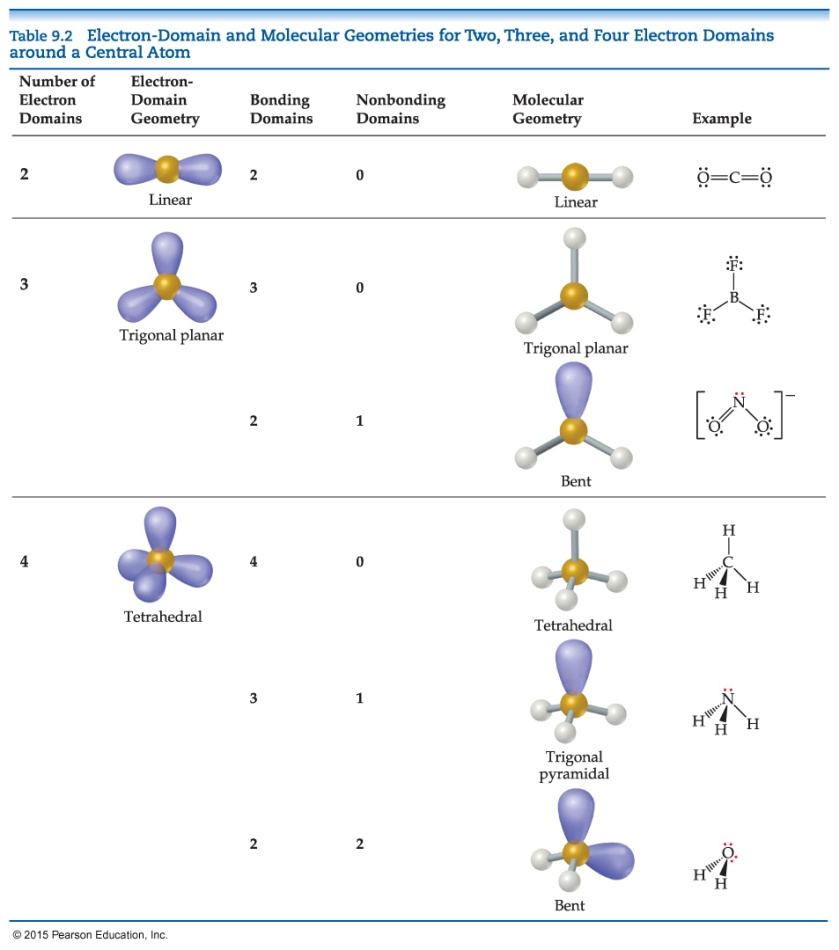 Table 9.2 Electron-Domain and Molecular Geometries for Two, Three, and Four Electron Domains
around a Central Atom
Number of Electron Domains
Electron-Domain Geometry
Bonding Domains
Nonbonding Domains
Molecular Geometry
Example
2
Linear
2
0
Linear
Ö=C=Ö
3
Trigonal planar
3
0
Trigonal planar
F
B
F F
2
1
Bent
[
N
O O
]−
4
Tetrahedral
4
0
Tetrahedral
H
C
H H H
3
1
Trigonal
pyramidal
N
H H H
2
2
Bent
O
H H
© 2015 Pearson Education, Inc.